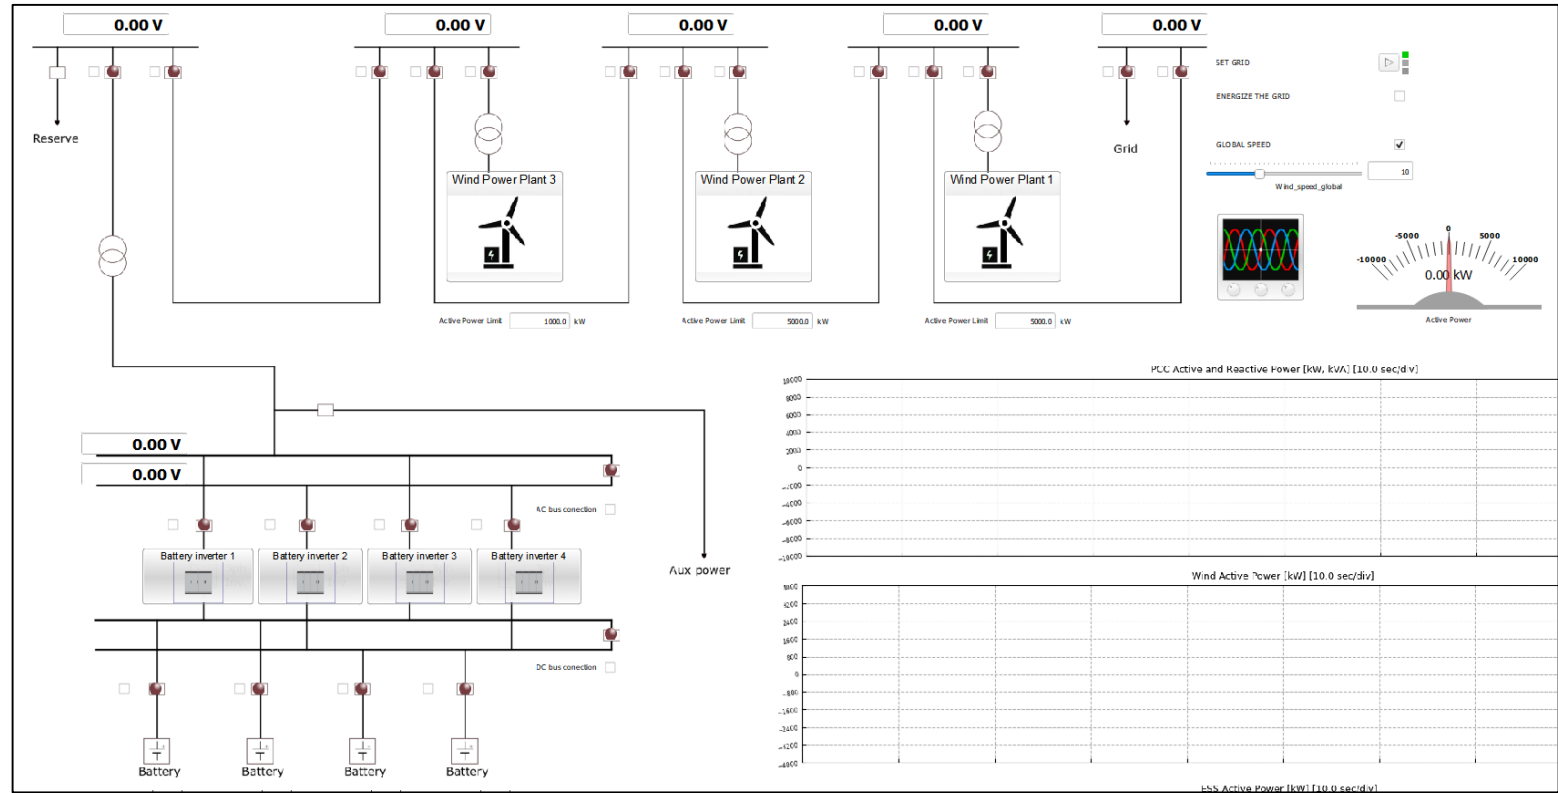 0.00 V
0.00 V
0.00 V
0.00 V
0.00 V
SET GRID
ENERGIZE THE GRID
Reserve
Grid
GLOBAL SPEED
10
Wind_speed_global
Wind Power Plant 3
Wind Power Plant 2
Wind Power Plant 1
-10000
-5000
0
5000
10000
0.00 kW
Active Power
Active Power Limit 1000.0 kW
Active Power Limit 5000.0 kW
Active Power Limit 5000.0 kW
PCC Active and Reactive Power [kW, kVA] [10.0 sec/div]
10000
8000
6000
4000
2000
0
-2000
-4000
-6000
-8000
-10000
0.00 V
0.00 V
AC bus conection
Battery inverter 1
Battery inverter 2
Battery inverter 3
Battery inverter 4
Aux power
DC bus conection
Battery
Battery
Battery
Battery
Wind Active Power [kW] [10.0 sec/div]
800
0
-800
ESS Active Power [kW] [10.0 sec/div]